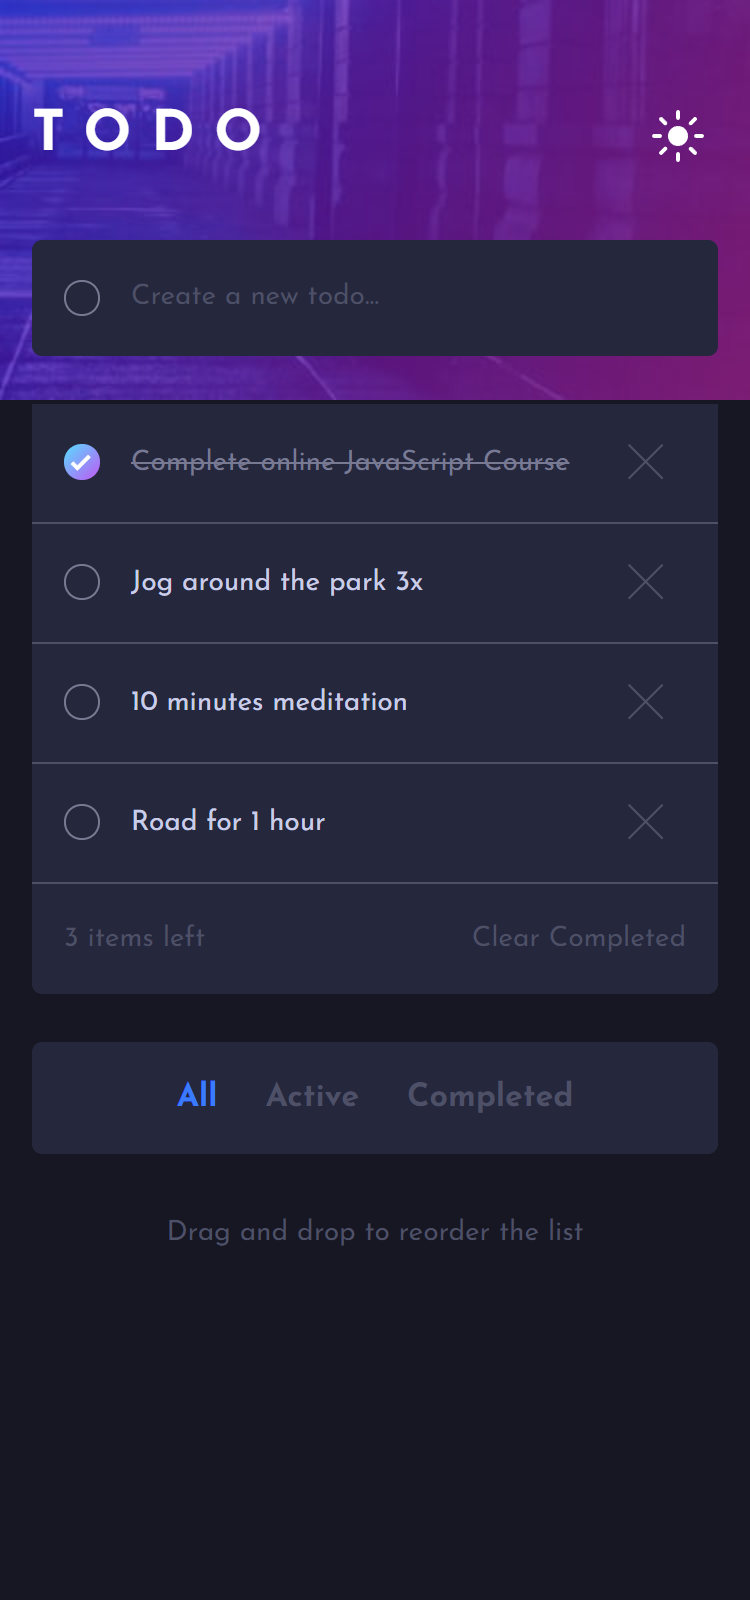 TODO
Create a new todo...
Complete online JavaScript Course
Jog around the park 3x
10 minutes meditation
Road for 1 hour
3 items left Clear Completed
All Active Completed
Drag and drop to reorder the list